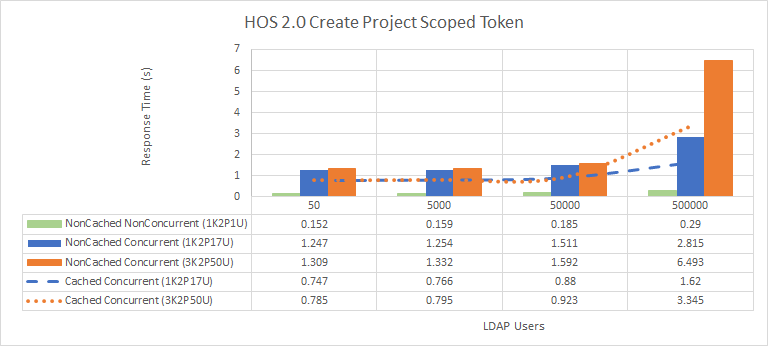 HOS 2.0 Create Project Scoped Token
Response Time (s)
7
6
5
4
3
2
1
0
50 5000 50000 500000
NonCached NonConcurrent (1K2P1U) 0.152 0.159 0.185 0.29
NonCached Concurrent (1K2P17U) 1.247 1.254 1.511 2.815
NonCached Concurrent (3K2P50U) 1.309 1.332 1.592 6.493
Cached Concurrent (1K2P17U) 0.747 0.766 0.88 1.62
Cached Concurrent (3K2P50U) 0.785 0.795 0.923 3.345
LDAP Users